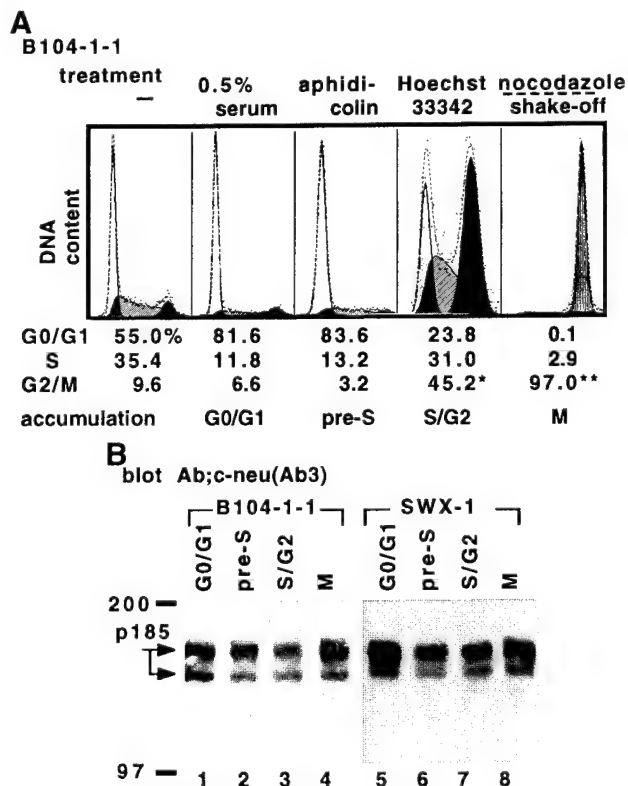 A
B104-1-1
treatment – 0.5% serum aphidi-colin Hoechst 33342 nocodazole shake-off
DNA content
G0/G1 55.0% 81.6 83.6 23.8 0.1
S 35.4 11.8 13.2 31.0 2.9
G2/M 9.6 6.6 3.2 45.2* 97.0**
accumulation G0/G1 pre-S S/G2 M
B
blot Ab;c-neu(Ab3)
B104-1-1 SWX-1
G0/G1 pre-S S/G2 M G0/G1 pre-S S/G2 M
200
p185
97
1 2 3 4 5 6 7 8